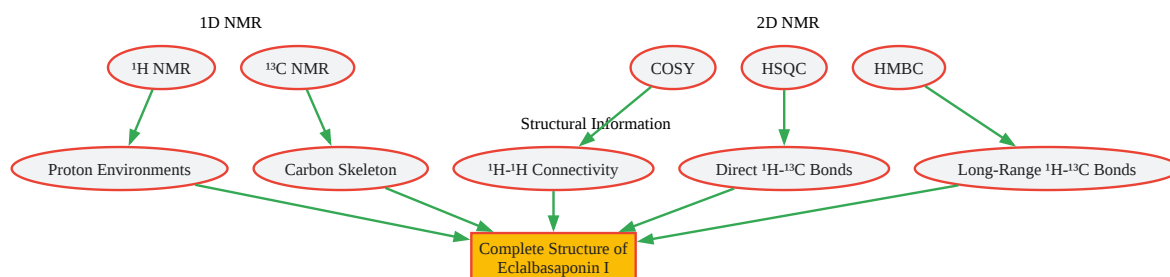 1D NMR
2D NMR
¹H NMR
¹³C NMR
COSY
HSQC
HMBC
Structural Information
Proton Environments
Carbon Skeleton
¹H-¹H Connectivity
Direct ¹H-¹³C Bonds
Long-Range ¹H-¹³C Bonds
Complete Structure of
Eclalbasaponin I